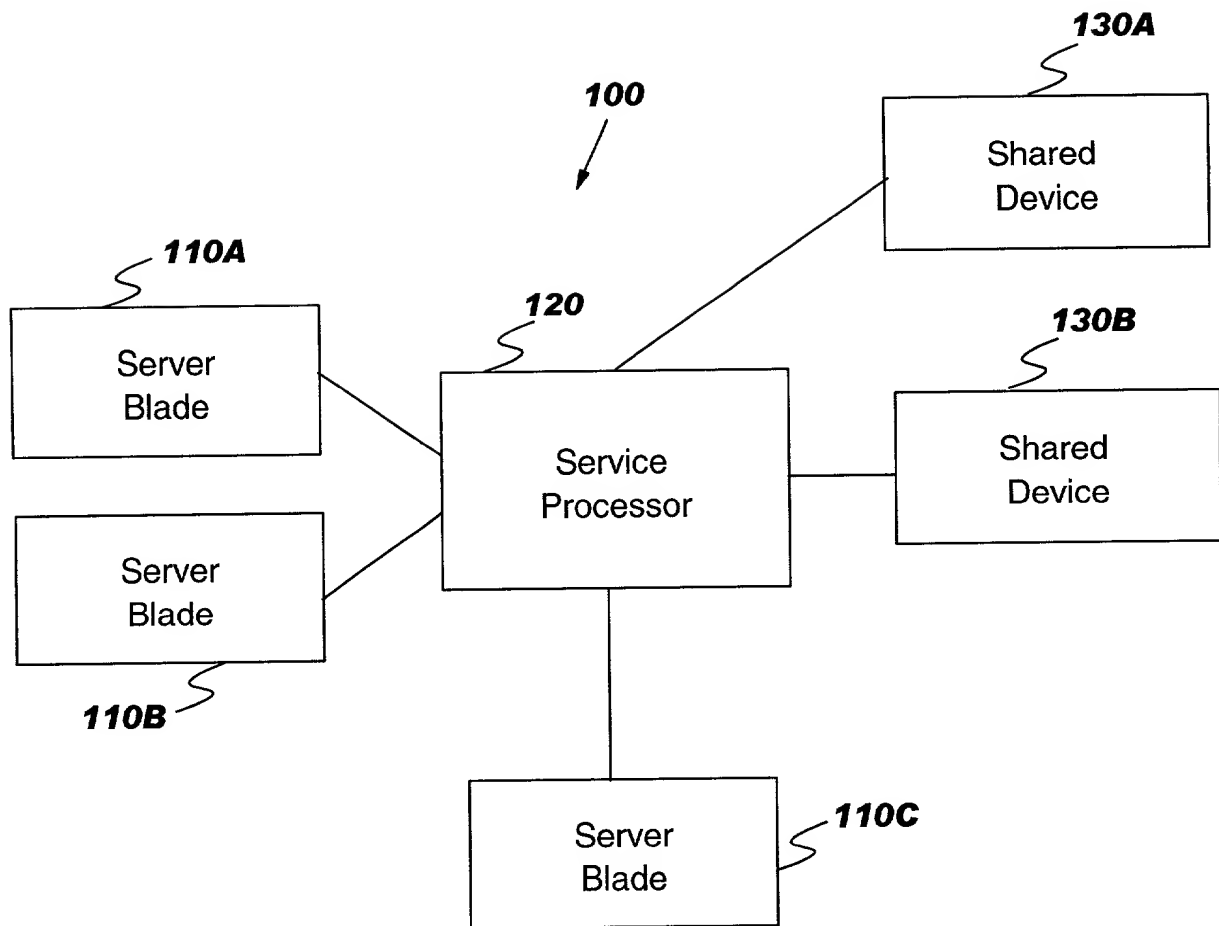 130A
100
Shared
Device
110A
120
130B
Server
Blade
Service
Processor
Shared
Device
Server
Blade
110B
110C
Server
Blade